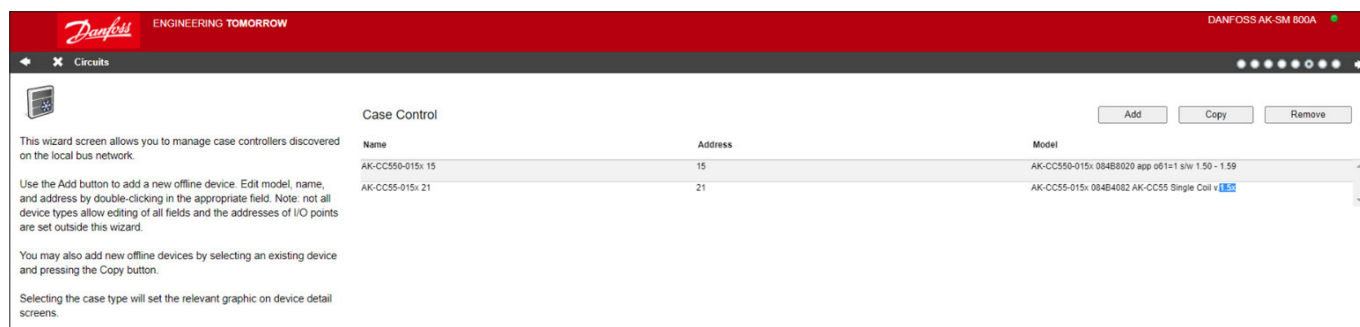 Danfoss
ENGINEERING TOMORROW
DANFOSS AK-SM 800A
Circuits
Case Control
Add
Copy
Remove
This wizard screen allows you to manage case controllers discovered
on the local bus network.
Use the Add button to add a new offline device. Edit model, name,
and address by double-clicking in the appropriate field. Note: not all
device types allow editing of all fields and the addresses of I/O points
are set outside this wizard.
You may also add new offline devices by selecting an existing device
and pressing the Copy button.
Selecting the case type will set the relevant graphic on device detail
screens.
Name Address Model
AK-CC550-015x 15 15 AK-CC550-015x 084B8020 app o61=1 s/w 1.50 - 1.59
AK-CC55-015x 21 21 AK-CC55-015x 084B4082 AK-CC55 Single Coil v.1.5x